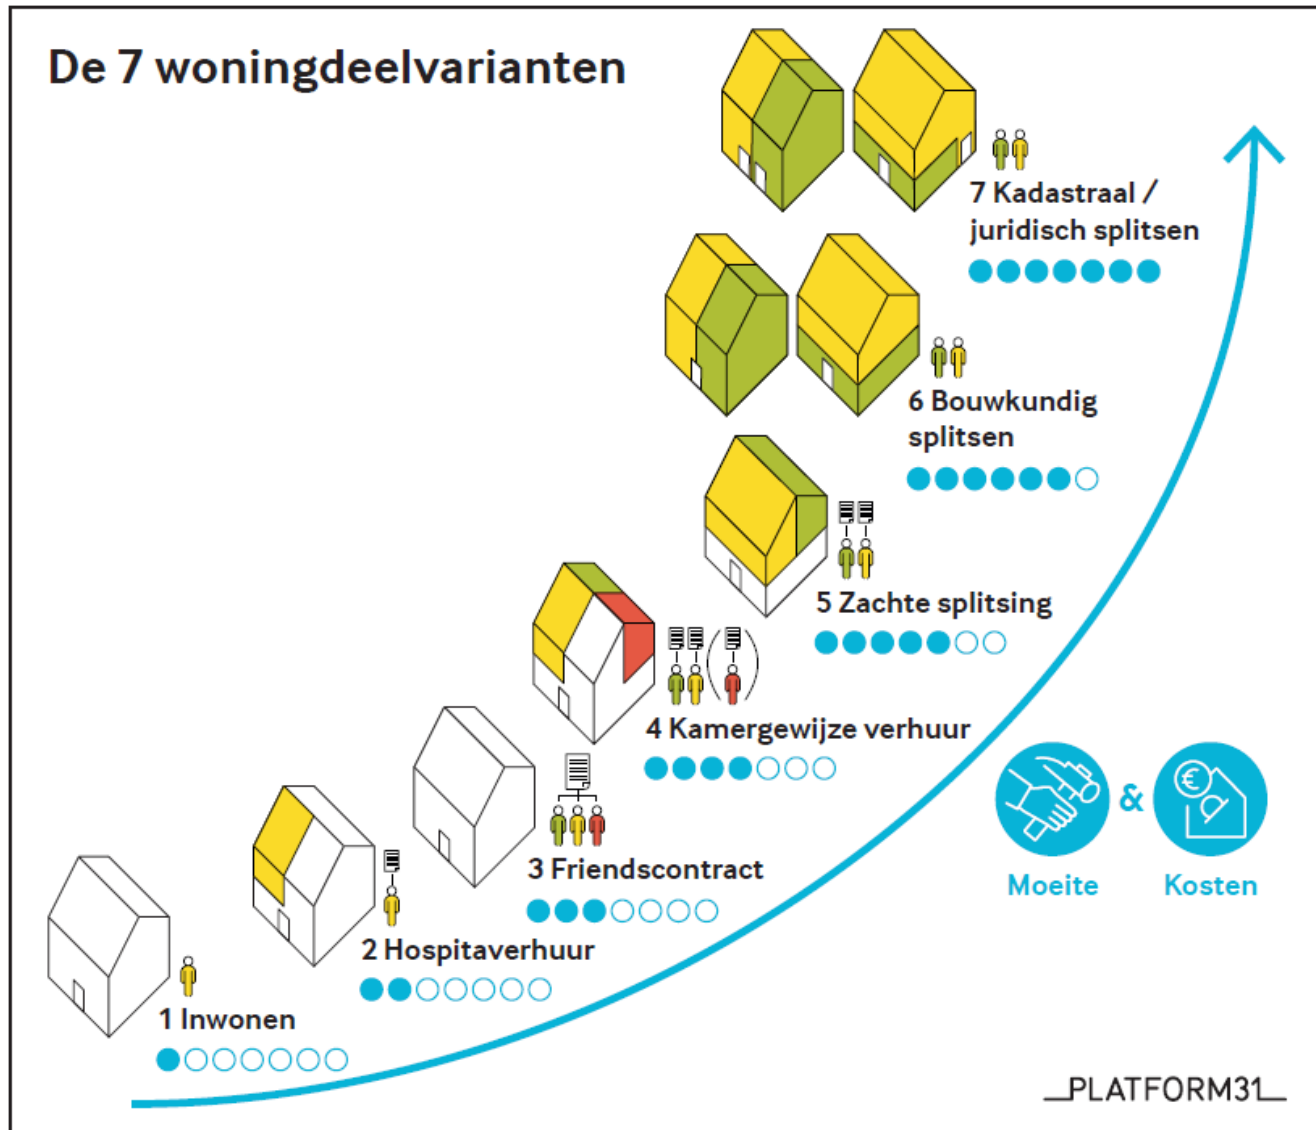 De 7 woningdeelvarianten
7 Kadastraal /
juridisch splitsen
6 Bouwkundig
splitsen
5 Zachte splitsing
4 Kamergewijze verhuur
3 Friendscontract
2 Hospitaverhuur
1 Inwonen
&
€
Moeite
Kosten
PLATFORM31